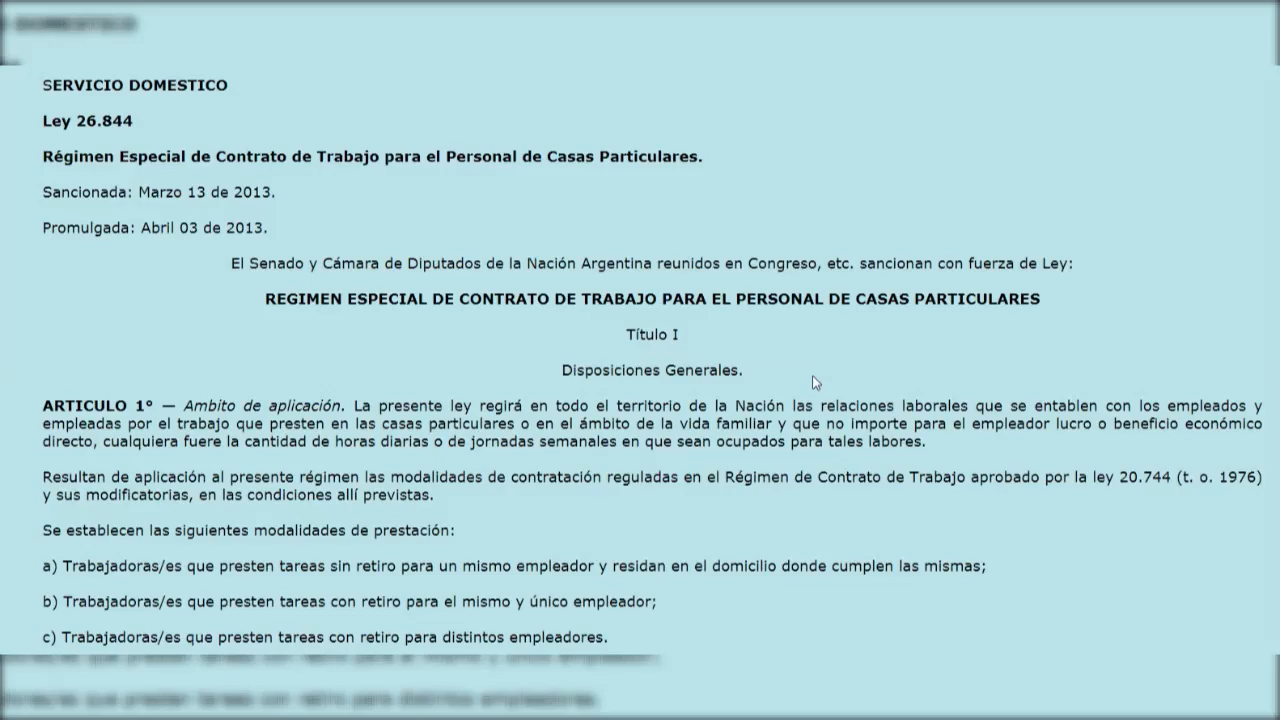 SERVICIO DOMESTICO
Ley 26.844
Régimen Especial de Contrato de Trabajo para el Personal de Casas Particulares.
Sancionada: Marzo 13 de 2013.
Promulgada: Abril 03 de 2013.
El Senado y Cámara de Diputados de la Nación Argentina reunidos en Congreso, etc. sancionan con fuerza de Ley:
REGIMEN ESPECIAL DE CONTRATO DE TRABAJO PARA EL PERSONAL DE CASAS PARTICULARES
Título I
Disposiciones Generales.
ARTICULO 1° — Ambito de aplicación. La presente ley regirá en todo el territorio de la Nación las relaciones laborales que se entablen con los empleados y
empleadas por el trabajo que presten en las casas particulares o en el ámbito de la vida familiar y que no importe para el empleador lucro o beneficio económico
directo, cualquiera fuere la cantidad de horas diarias o de jornadas semanales en que sean ocupados para tales labores.
Resultan de aplicación al presente régimen las modalidades de contratación reguladas en el Régimen de Contrato de Trabajo aprobado por la ley 20.744 (t. o. 1976)
y sus modificatorias, en las condiciones allí previstas.
Se establecen las siguientes modalidades de prestación:
a) Trabajadoras/es que presten tareas sin retiro para un mismo empleador y residan en el domicilio donde cumplen las mismas;
b) Trabajadoras/es que presten tareas con retiro para el mismo y único empleador;
c) Trabajadoras/es que presten tareas con retiro para distintos empleadores.